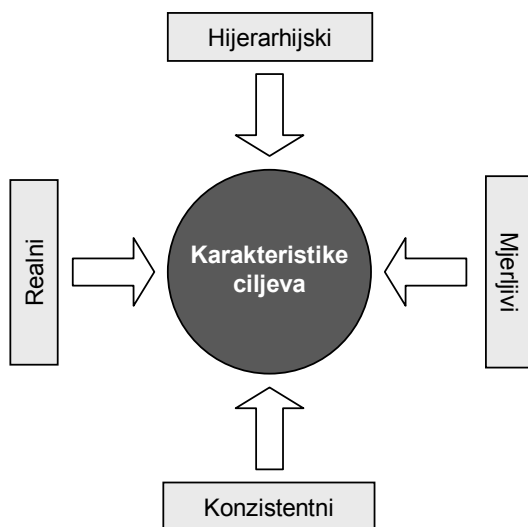 Hijerarhijski
Realni
Karakteristike
ciljeva
Mjerljivi
Konzistentni